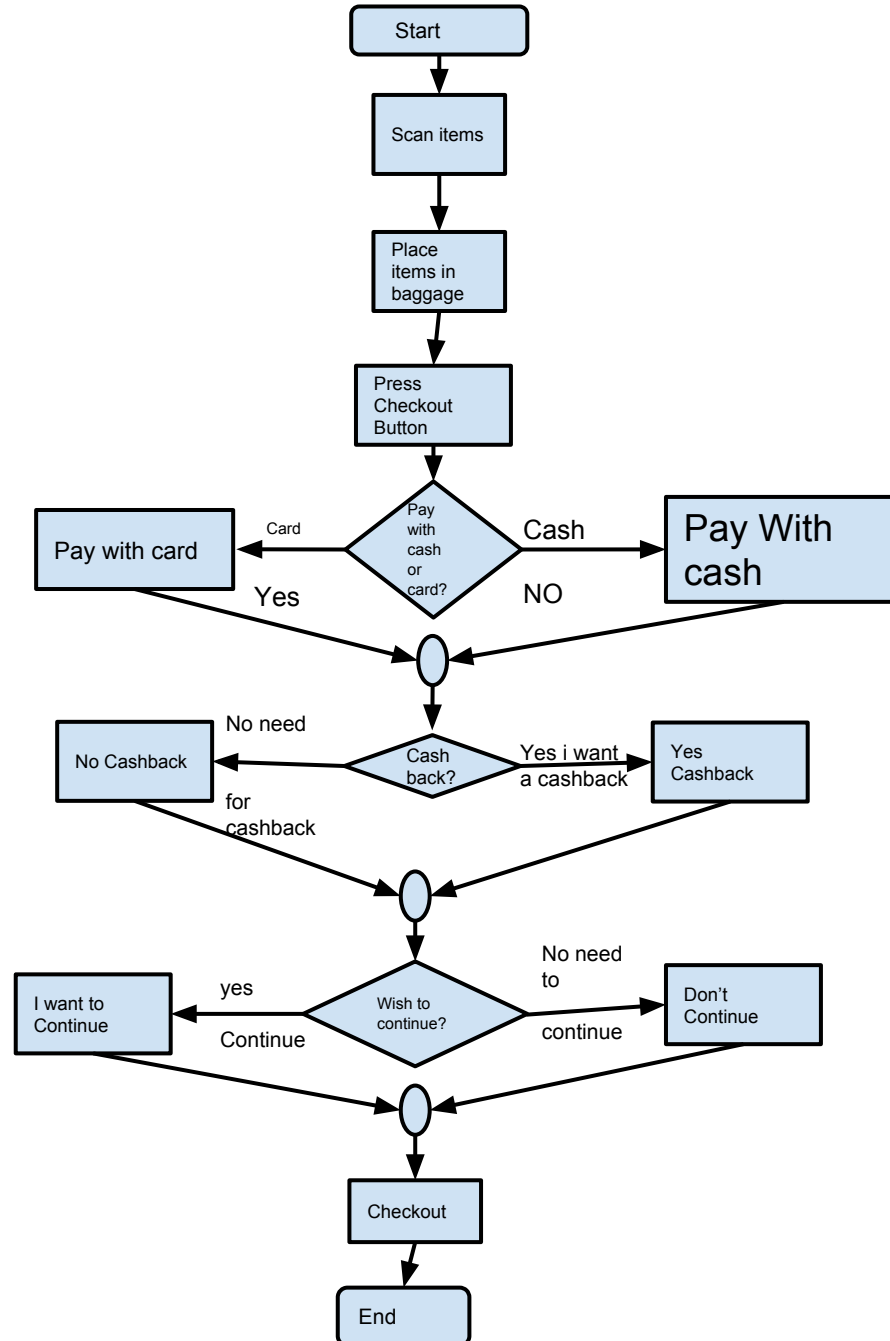 Start
Scan items
Place
items in
baggage
Press
Checkout
Button
Pay
with
cash
or
card?
Card
Cash
Pay with card
Pay With
cash
Yes
NO
Cash
back?
No need
for
cashback
Yes i want
a cashback
No Cashback
Yes
Cashback
Wish to
continue?
yes
Continue
No need
to
continue
I want to
Continue
Don’t
Continue
Checkout
End